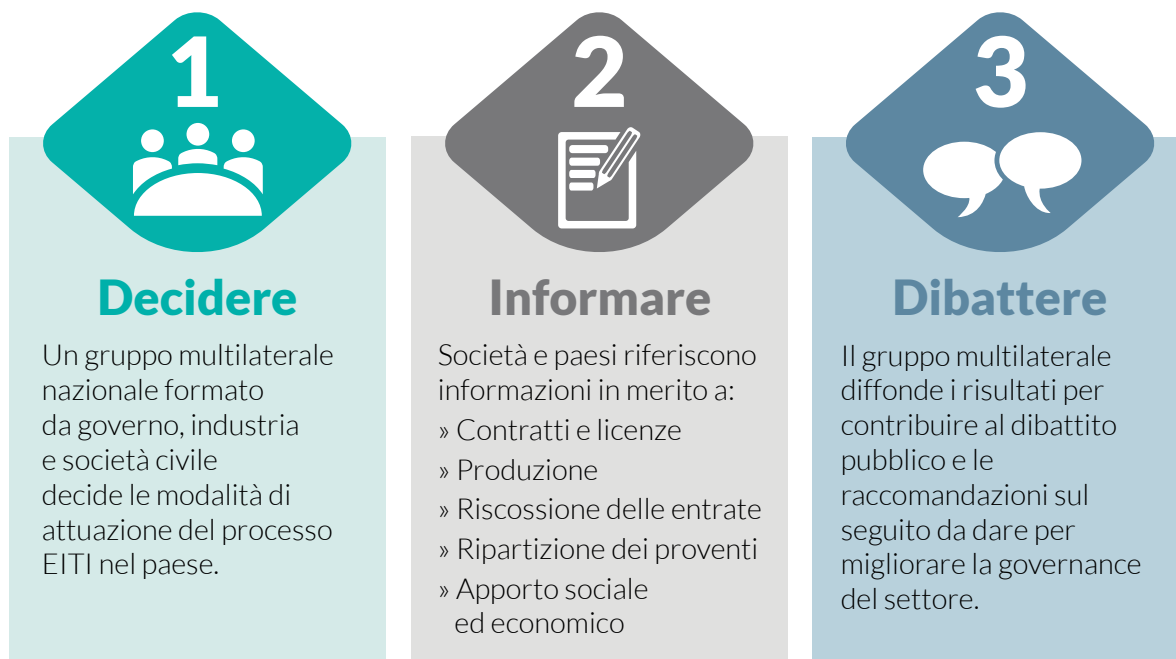 1
Decidere
Un gruppo multilaterale
nazionale formato
da governo, industria
e società civile
decide le modalità di
attuazione del processo
EITI nel paese.
2
Informare
Società e paesi riferiscono
informazioni in merito a:
» Contratti e licenze
» Produzione
» Riscossione delle entrate
» Ripartizione dei proventi
» Apporto sociale
ed economico
3
Dibattere
Il gruppo multilaterale
diffonde i risultati per
contribuire al dibattito
pubblico e le
raccomandazioni sul
seguito da dare per
migliorare la governance
del settore.